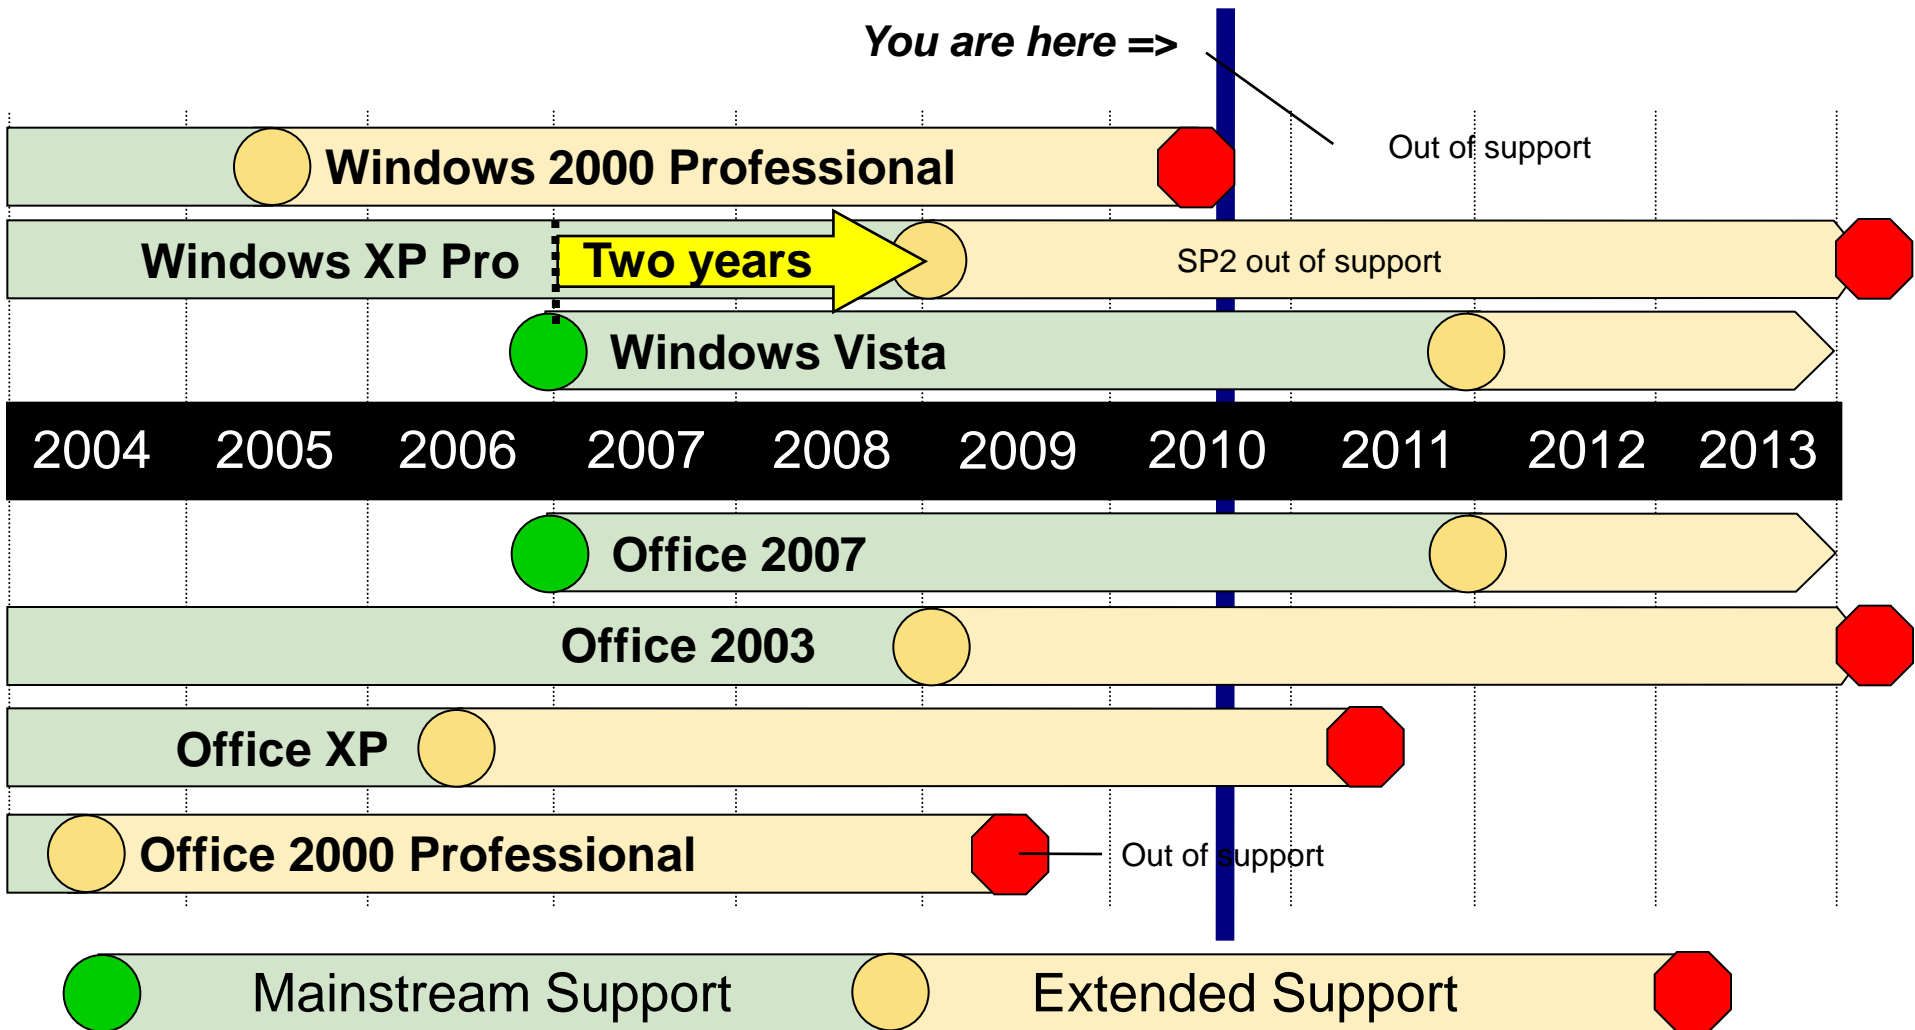 You are here =>
Out of support
Windows 2000 Professional
Windows XP Pro
Two years
SP2 out of support
Windows Vista
2004 2005 2006 2007 2008 2009 2010 2011 2012 2013
Office 2007
Office 2003
Office XP
Office 2000 Professional
Out of support
Mainstream Support
Extended Support